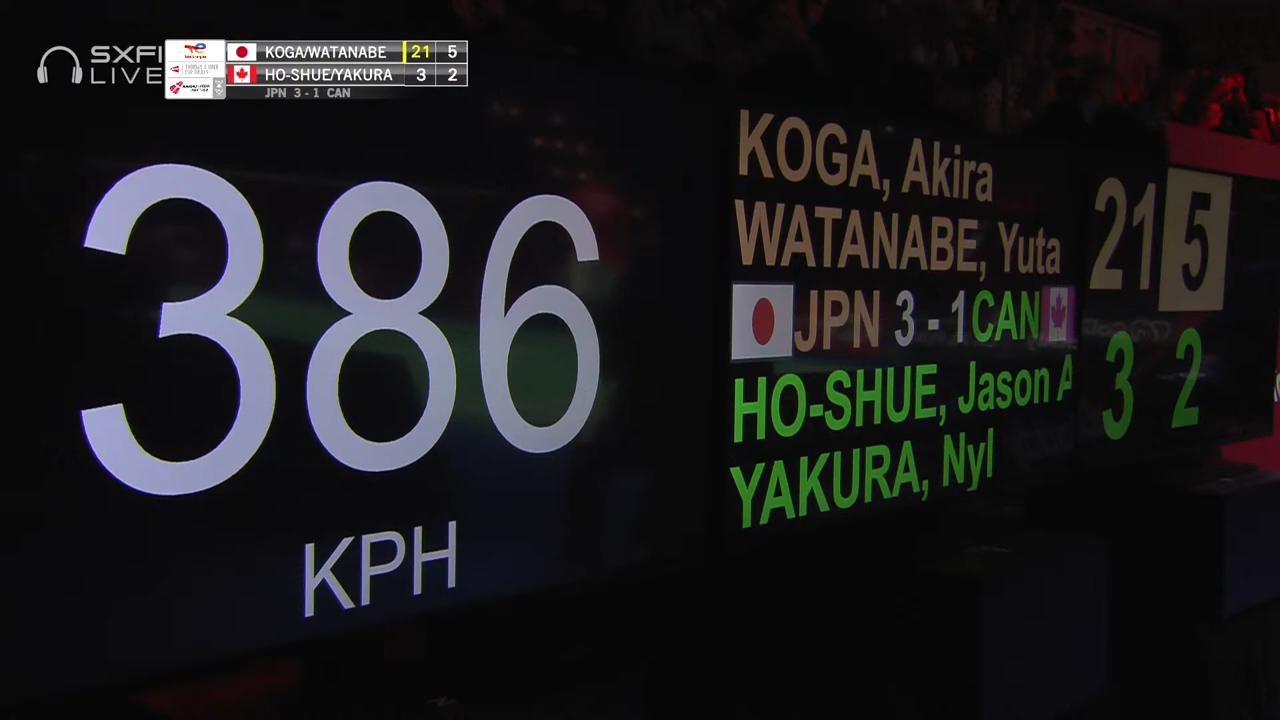 SXFI
LIVE
KOGA/WATANABE 21 5
HO-SHUE/YAKURA 3 2
JPN 3 - 1 CAN
386
KPH
KOGA, Akira
WATANABE, Yuta
21 5
JPN 3 - 1 CAN
HO-SHUE, Jason A
YAKURA, Nyl
3 2